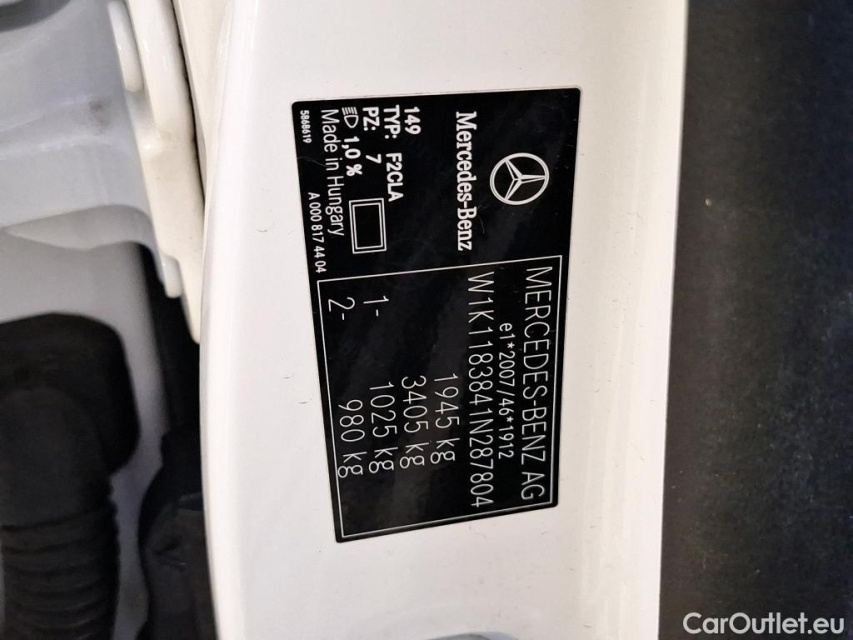 Mercedes-Benz
149
TYP: F2CLA
PZ: 7
1,0 %
Made in Hungary
5868619
A 000 817 44 04
MERCEDES-BENZ AG
e1*2007/46*1912
W1K1183841N287804
1945 kg
3405 kg
1- 1025 kg
2- 980 kg
CarOutlet.eu